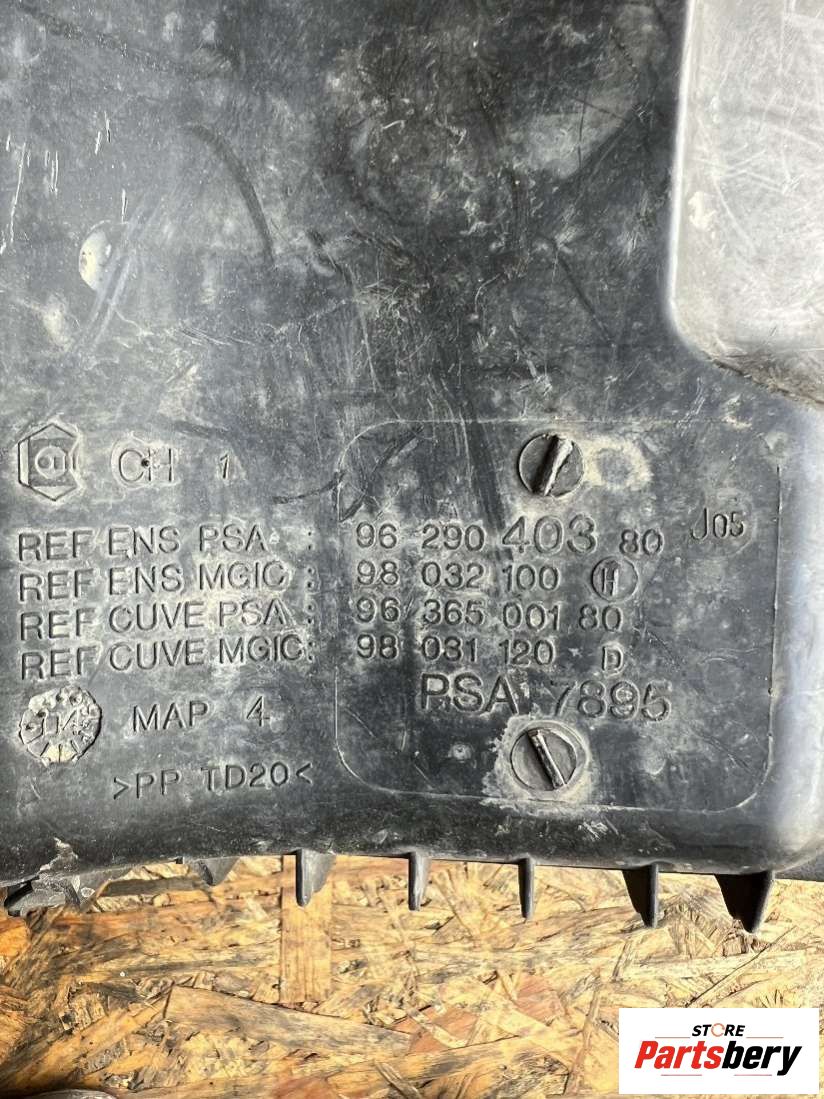 CH 1
J05
REF ENS PSA : 96 290 403 80
REF ENS MGIC : 98 032 100 H
REF CUVE PSA : 96 365 001 80
REF CUVE MGIC : 98 031 120 D
PSA 7895
MAP 4
>PP TD20<
STORE
Partsbery